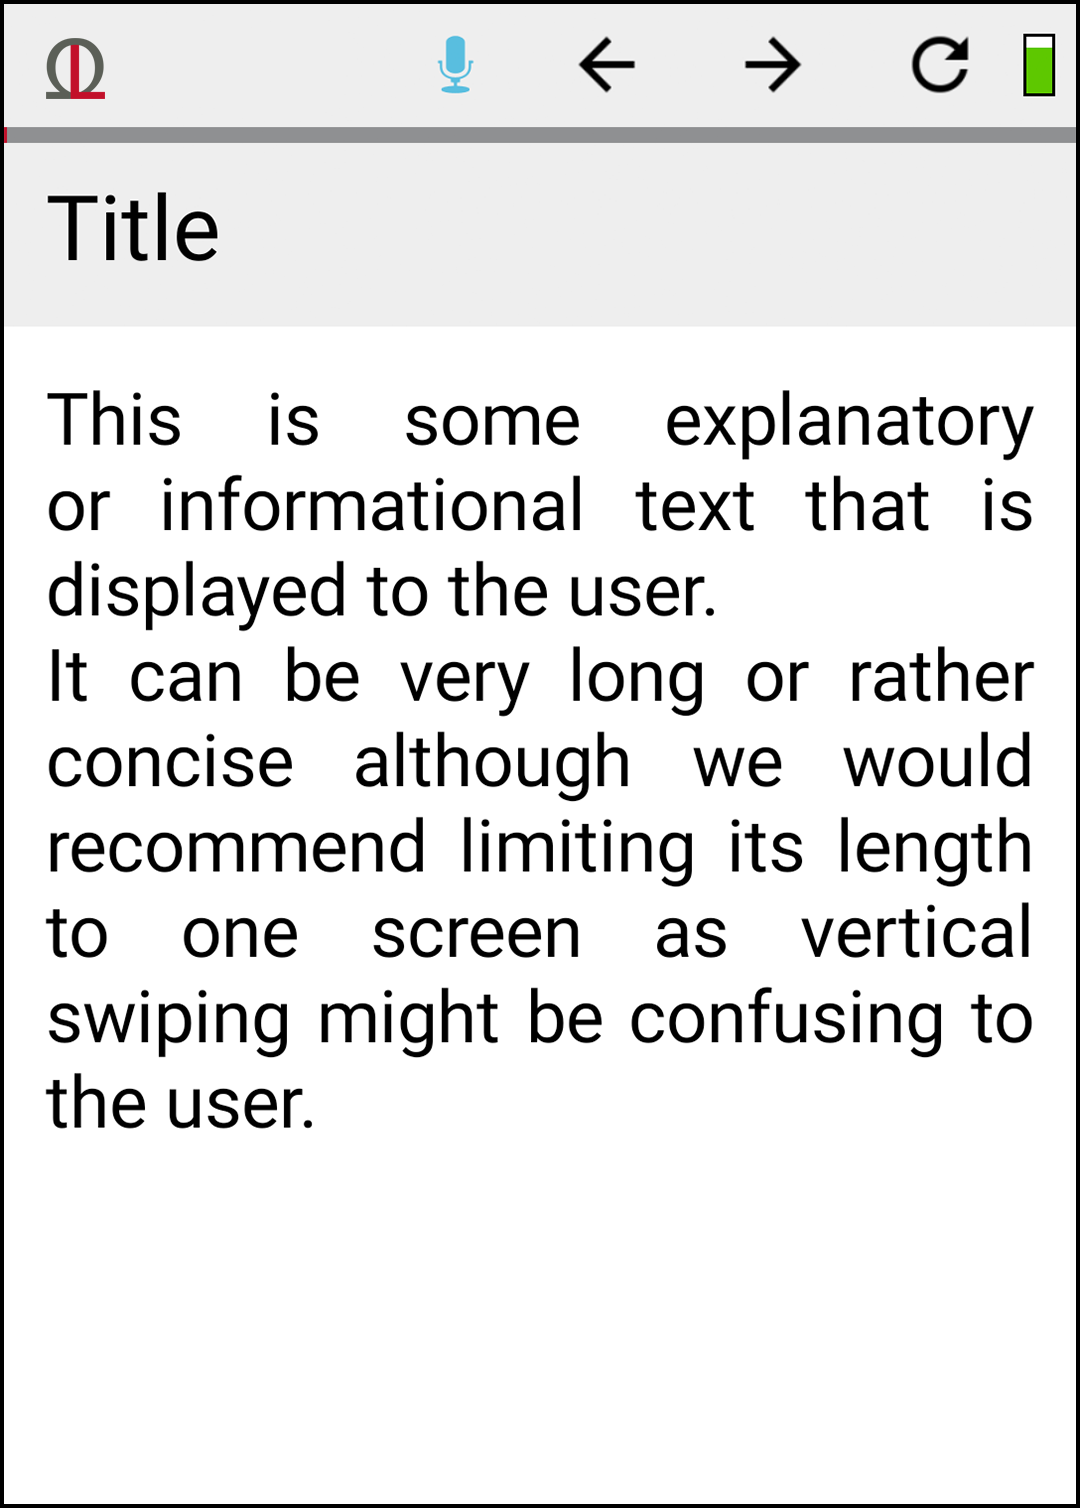 Title
This is some explanatory
or informational text that is
displayed to the user.
It can be very long or rather
concise although we would
recommend limiting its length
to one screen as vertical
swiping might be confusing to
the user.